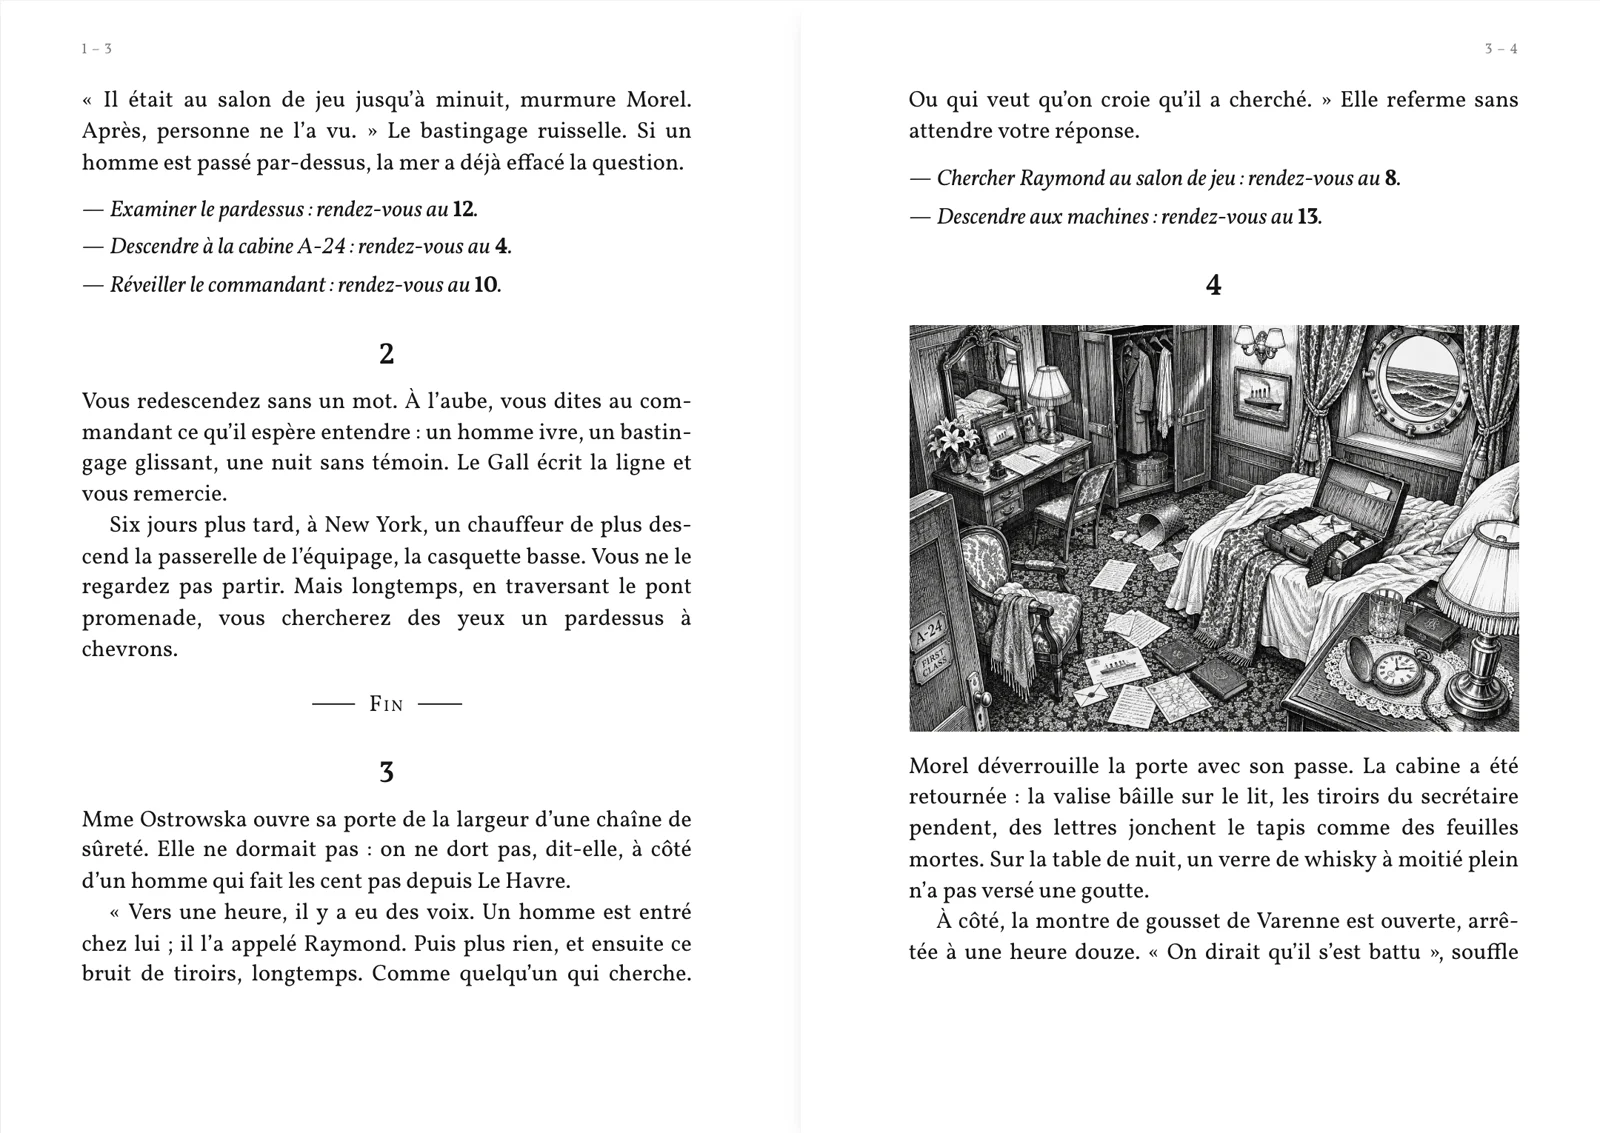 1 – 3
« Il était au salon de jeu jusqu’à minuit, murmure Morel.
Après, personne ne l’a vu. » Le bastingage ruisselle. Si un
homme est passé par-dessus, la mer a déjà effacé la question.
— Examiner le pardessus : rendez-vous au 12.
— Descendre à la cabine A-24 : rendez-vous au 4.
— Réveiller le commandant : rendez-vous au 10.
2
Vous redescendez sans un mot. À l’aube, vous dites au com-
mandant ce qu’il espère entendre : un homme ivre, un bastin-
gage glissant, une nuit sans témoin. Le Gall écrit la ligne et
vous remercie.
Six jours plus tard, à New York, un chauffeur de plus des-
cend la passerelle de l’équipage, la casquette basse. Vous ne le
regardez pas partir. Mais longtemps, en traversant le pont
promenade, vous chercherez des yeux un pardessus à
chevrons.
Fin
3
Mme Ostrowska ouvre sa porte de la largeur d’une chaîne de
sûreté. Elle ne dormait pas : on ne dort pas, dit-elle, à côté
d’un homme qui fait les cent pas depuis Le Havre.
« Vers une heure, il y a eu des voix. Un homme est entré
chez lui ; il l’a appelé Raymond. Puis plus rien, et ensuite ce
bruit de tiroirs, longtemps. Comme quelqu’un qui cherche.
3 – 4
Ou qui veut qu’on croie qu’il a cherché. » Elle referme sans
attendre votre réponse.
— Chercher Raymond au salon de jeu : rendez-vous au 8.
— Descendre aux machines : rendez-vous au 13.
4
A-24
FIRST
CLASS
Morel déverrouille la porte avec son passe. La cabine a été
retournée : la valise bâille sur le lit, les tiroirs du secrétaire
pendent, des lettres jonchent le tapis comme des feuilles
mortes. Sur la table de nuit, un verre de whisky à moitié plein
n’a pas versé une goutte.
À côté, la montre de gousset de Varenne est ouverte, arrê-
tée à une heure douze. « On dirait qu’il s’est battu », souffle